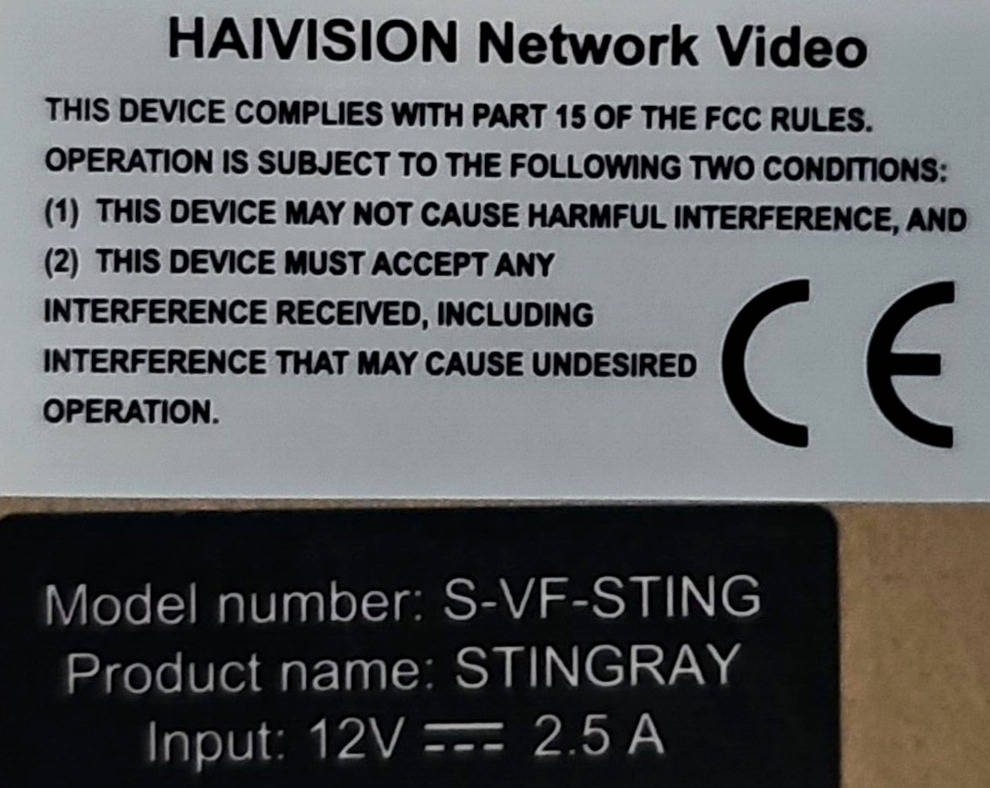 HAIVISION Network Video
THIS DEVICE COMPLIES WITH PART 15 OF THE FCC RULES.
OPERATION IS SUBJECT TO THE FOLLOWING TWO CONDITIONS:
(1) THIS DEVICE MAY NOT CAUSE HARMFUL INTERFERENCE, AND
(2) THIS DEVICE MUST ACCEPT ANY
INTERFERENCE RECEIVED, INCLUDING
INTERFERENCE THAT MAY CAUSE UNDESIRED
OPERATION.
CE
Model number: S-VF-STING
Product name: STINGRAY
Input: 12V ⎓ 2.5 A